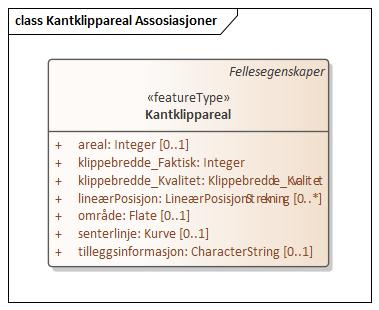 class Kantklippareal Assosiasjoner
Fellesegenskaper
«featureType»
Kantklippareal
+ areal: Integer [0..1]
+ klippebredde_Faktisk: Integer
+ klippebredde_Kvalitet: Klippebredde_Kvalitet
+ lineærPosisjon: LineærPosisjonStrekning [0..*]
+ område: Flate [0..1]
+ senterlinje: Kurve [0..1]
+ tilleggsinformasjon: CharacterString [0..1]